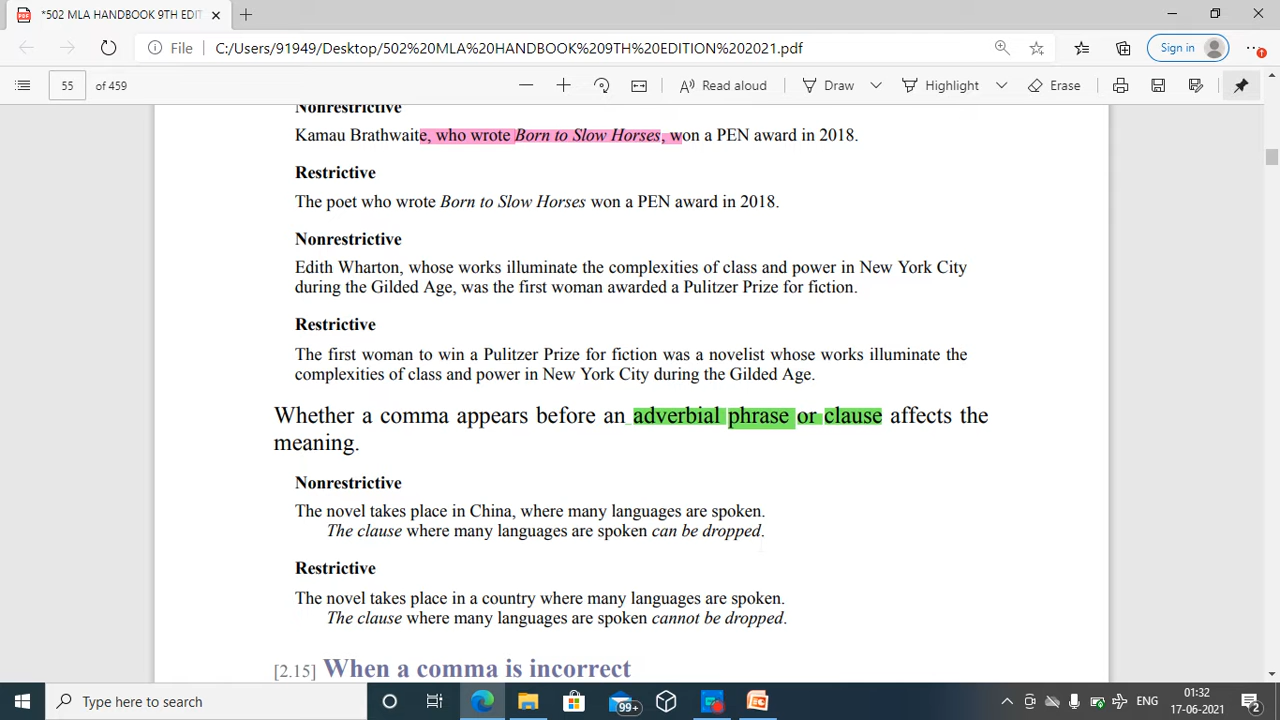 *502 MLA HANDBOOK 9TH EDIT
File C:/Users/91949/Desktop/502%20MLA%20HANDBOOK%209TH%20EDITION%202021.pdf Sign in
55 of 459 Read aloud Draw Highlight Erase
Nonrestrictive
Kamau Brathwaite, who wrote Born to Slow Horses, won a PEN award in 2018.
Restrictive
The poet who wrote Born to Slow Horses won a PEN award in 2018.
Nonrestrictive
Edith Wharton, whose works illuminate the complexities of class and power in New York City
during the Gilded Age, was the first woman awarded a Pulitzer Prize for fiction.
Restrictive
The first woman to win a Pulitzer Prize for fiction was a novelist whose works illuminate the
complexities of class and power in New York City during the Gilded Age.
Whether a comma appears before an adverbial phrase or clause affects the
meaning.
Nonrestrictive
The novel takes place in China, where many languages are spoken.
The clause where many languages are spoken can be dropped.
Restrictive
The novel takes place in a country where many languages are spoken.
The clause where many languages are spoken cannot be dropped.
[2.15] When a comma is incorrect
Type here to search 99+ ENG 01:32
17-06-2021 2